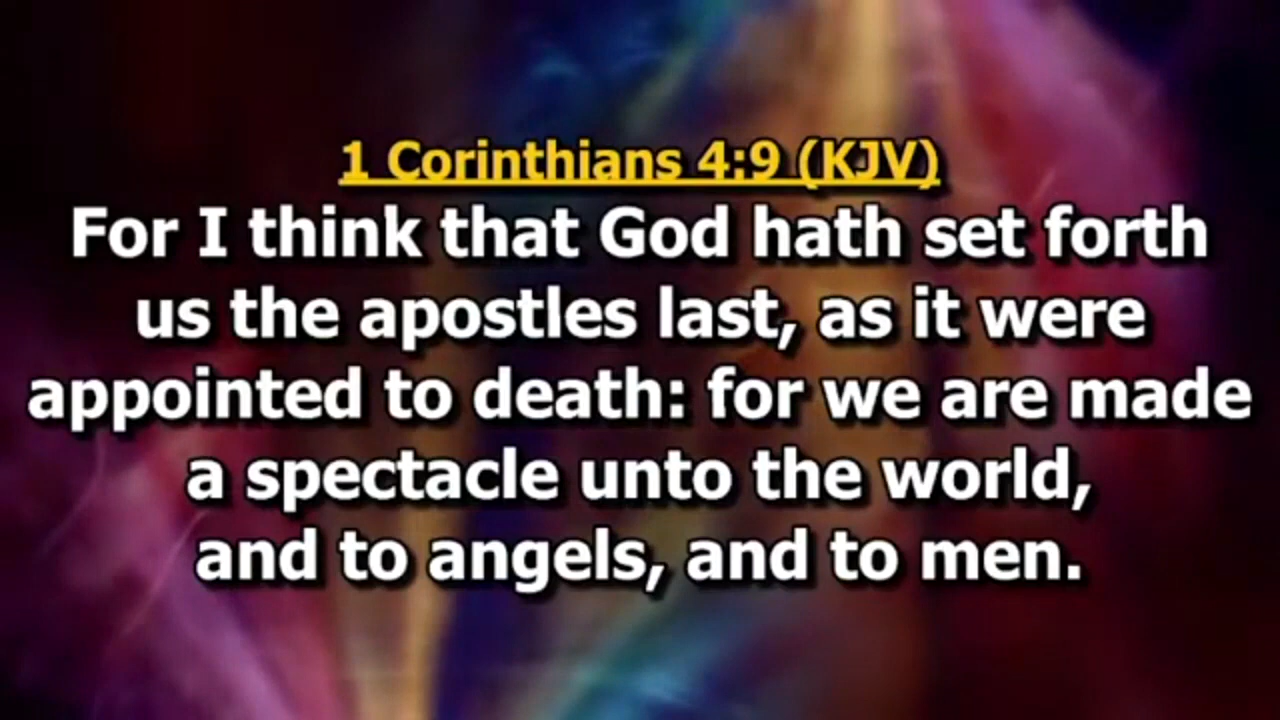 1 Corinthians 4:9 (KJV)
For I think that God hath set forth
us the apostles last, as it were
appointed to death: for we are made
a spectacle unto the world,
and to angels, and to men.